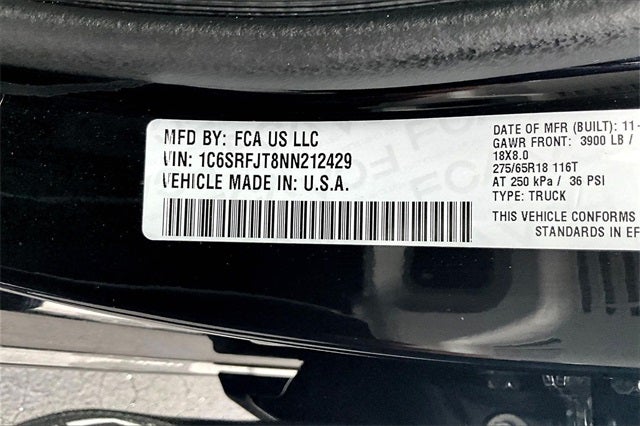 MFD BY: FCA US LLC
VIN: 1C6SRFJT8NN212429
VEHICLE MADE IN: U.S.A.
DATE OF MFR (BUILT): 11-
GAWR FRONT: 3900 LB /
18X8.0
275/65R18 116T
AT 250 kPa / 36 PSI
TYPE: TRUCK
THIS VEHICLE CONFORMS
STANDARDS IN EF